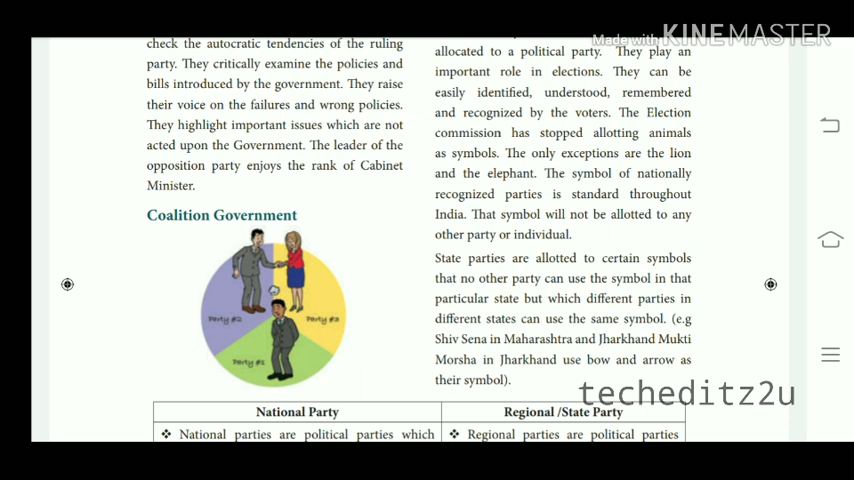 Made with KINEMASTER
check the autocratic tendencies of the ruling
party. They critically examine the policies and
bills introduced by the government. They raise
their voice on the failures and wrong policies.
They highlight important issues which are not
acted upon the Government. The leader of the
opposition party enjoys the rank of Cabinet
Minister.
Coalition Government
Party #2
Party #3
Party #1
allocated to a political party. They play an
important role in elections. They can be
easily identified, understood, remembered
and recognized by the voters. The Election
commission has stopped allotting animals
as symbols. The only exceptions are the lion
and the elephant. The symbol of nationally
recognized parties is standard throughout
India. That symbol will not be allotted to any
other party or individual.
State parties are allotted to certain symbols
that no other party can use the symbol in that
particular state but which different parties in
different states can use the same symbol. (e.g
Shiv Sena in Maharashtra and Jharkhand Mukti
Morsha in Jharkhand use bow and arrow as
their symbol).
techeditz2u
National Party
Regional /State Party
❖ National parties are political parties which
❖ Regional parties are political parties